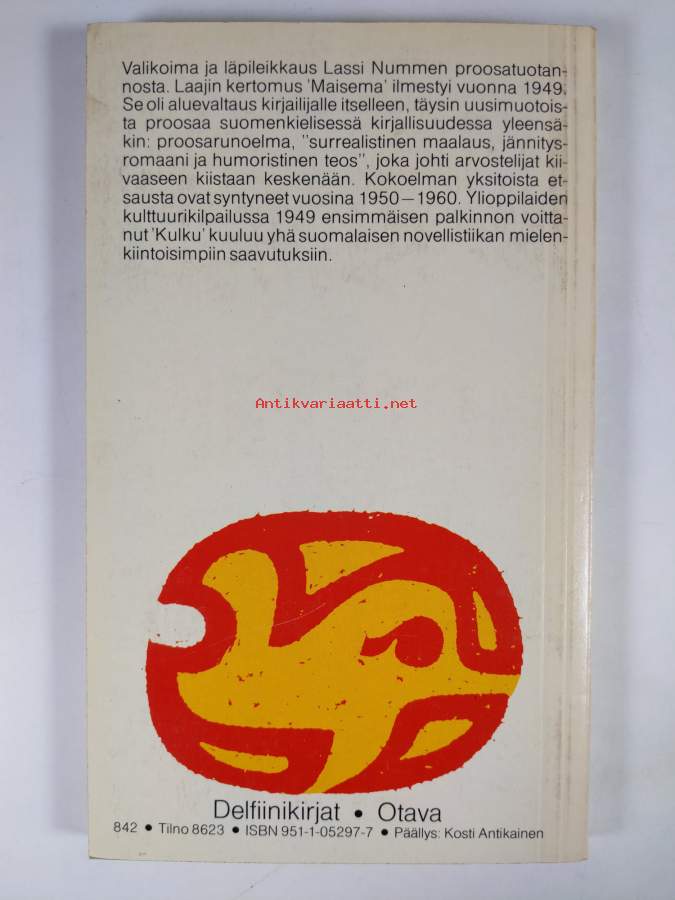 Valikoima ja läpileikkaus Lassi Nummen proosatuotan-
nosta. Laajin kertomus 'Maisema' ilmestyi vuonna 1949.
Se oli aluevaltaus kirjailijalle itselleen, täysin uusimuotois-
ta proosaa suomenkielisessä kirjallisuudessa yleensä-
kin: proosarunoelma, "surrealistinen maalaus, jännitys-
romaani ja humoristinen teos", joka johti arvostelijat kii-
vaaseen kiistaan keskenään. Kokoelman yksitoista et-
sausta ovat syntyneet vuosina 1950–1960. Ylioppilaiden
kulttuurikilpailussa 1949 ensimmäisen palkinnon voitta-
nut 'Kulku' kuuluu yhä suomalaisen novellistiikan mielen-
kiintoisimpiin saavutuksiin.
Antikvariaatti.net
Delfiinikirjat • Otava
842 • Tilno 8623 • ISBN 951-1-05297-7 • Päällys: Kosti Antikainen